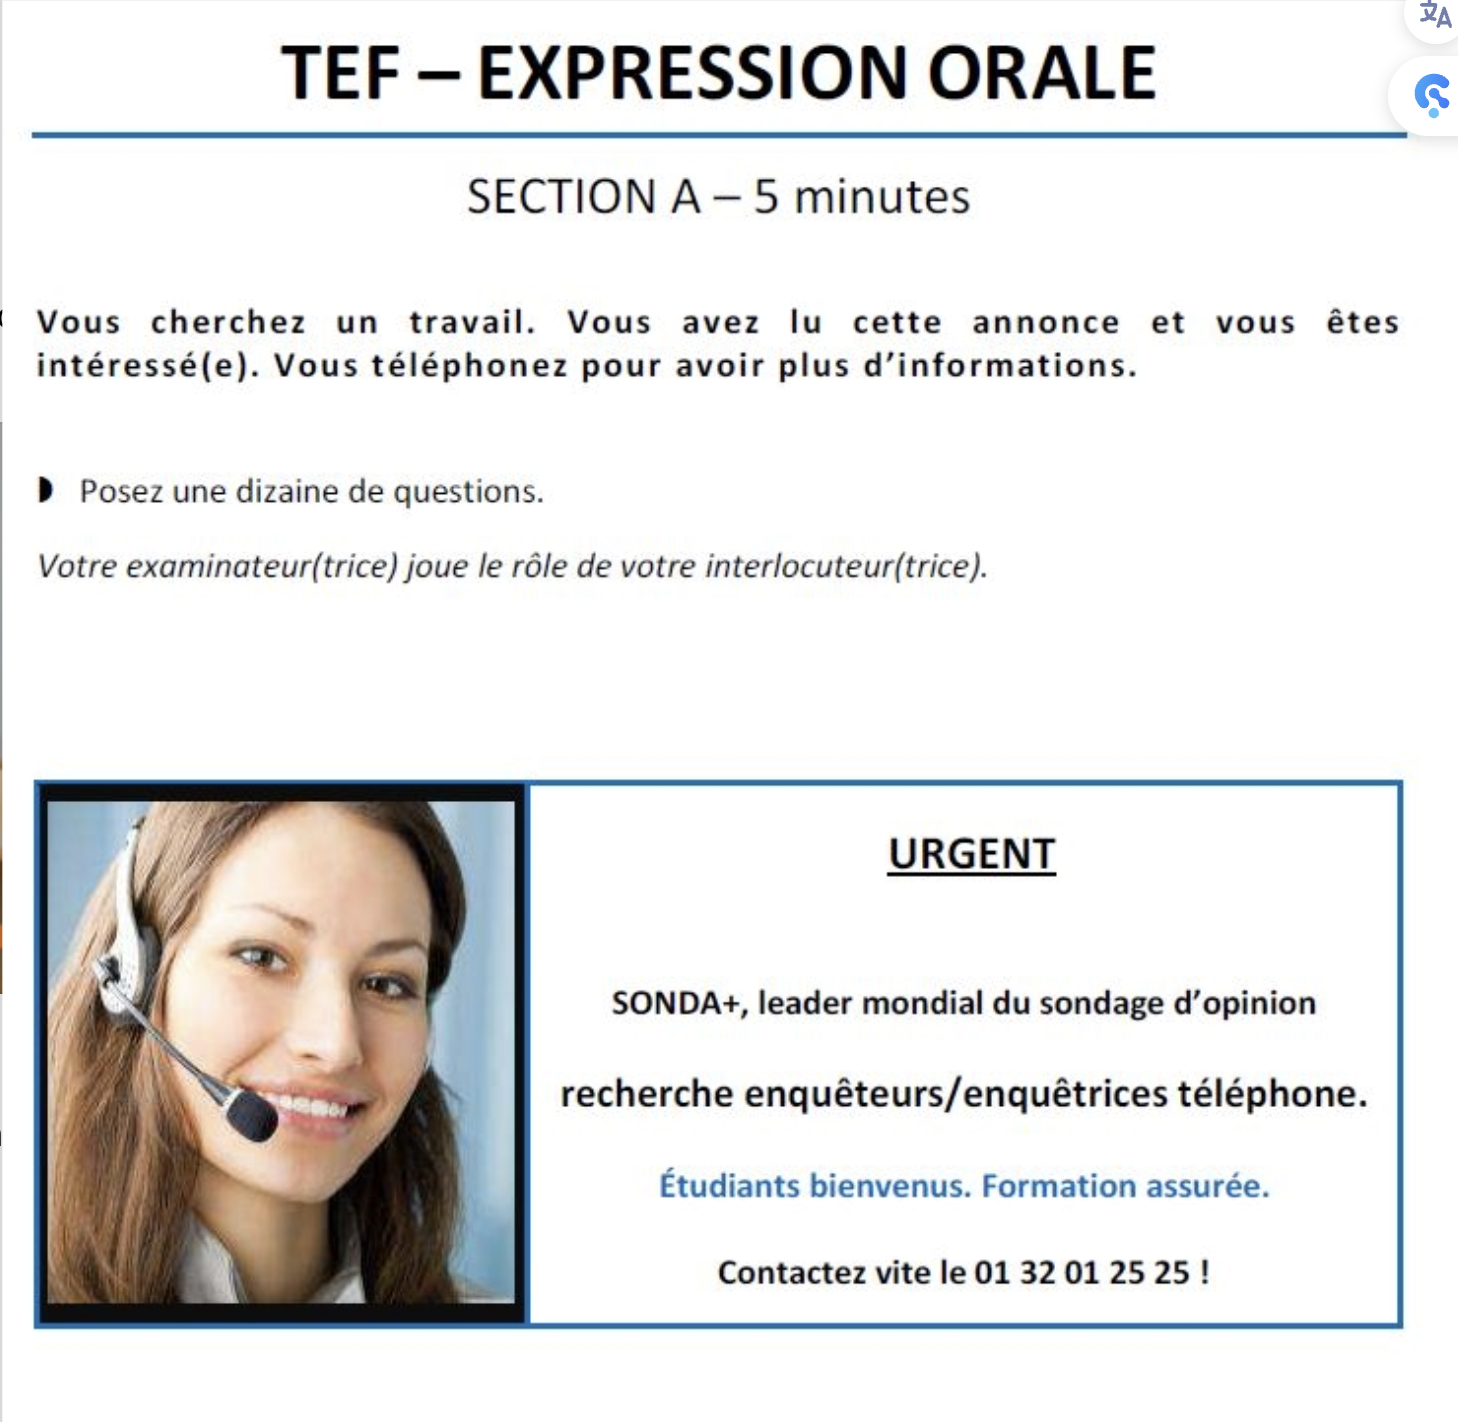 TEF – EXPRESSION ORALE
SECTION A – 5 minutes
Vous cherchez un travail. Vous avez lu cette annonce et vous êtes
intéressé(e). Vous téléphonez pour avoir plus d’informations.
◗ Posez une dizaine de questions.
Votre examinateur(trice) joue le rôle de votre interlocuteur(trice).
URGENT
SONDA+, leader mondial du sondage d’opinion
recherche enquêteurs/enquêtrices téléphone.
Étudiants bienvenus. Formation assurée.
Contactez vite le 01 32 01 25 25 !